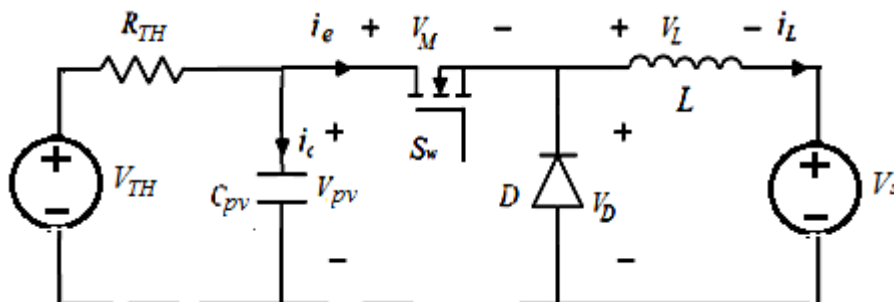 R_TH
i_e + V_M −
+ V_L − i_L
L
V_TH + −
i_c
C_pv
+ V_pv −
S_w
D
+ V_D −
+ −